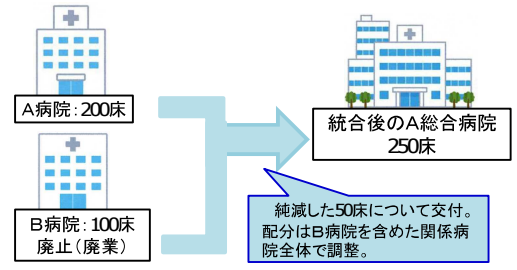 A病院：200床
B病院：100床
廃止（廃業）
統合後のA総合病院
250床
純減した50床について交付。
配分はB病院を含めた関係病
院全体で調整。